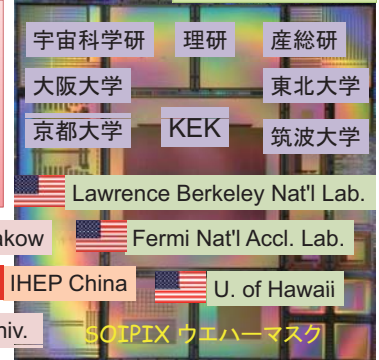 宇宙科学研 理研 産総研
大阪大学 東北大学
京都大学 KEK 筑波大学
Lawrence Berkeley Nat'l Lab.
akow Fermi Nat'l Accl. Lab.
IHEP China U. of Hawaii
niv. SOIPIX ウエハーマスク